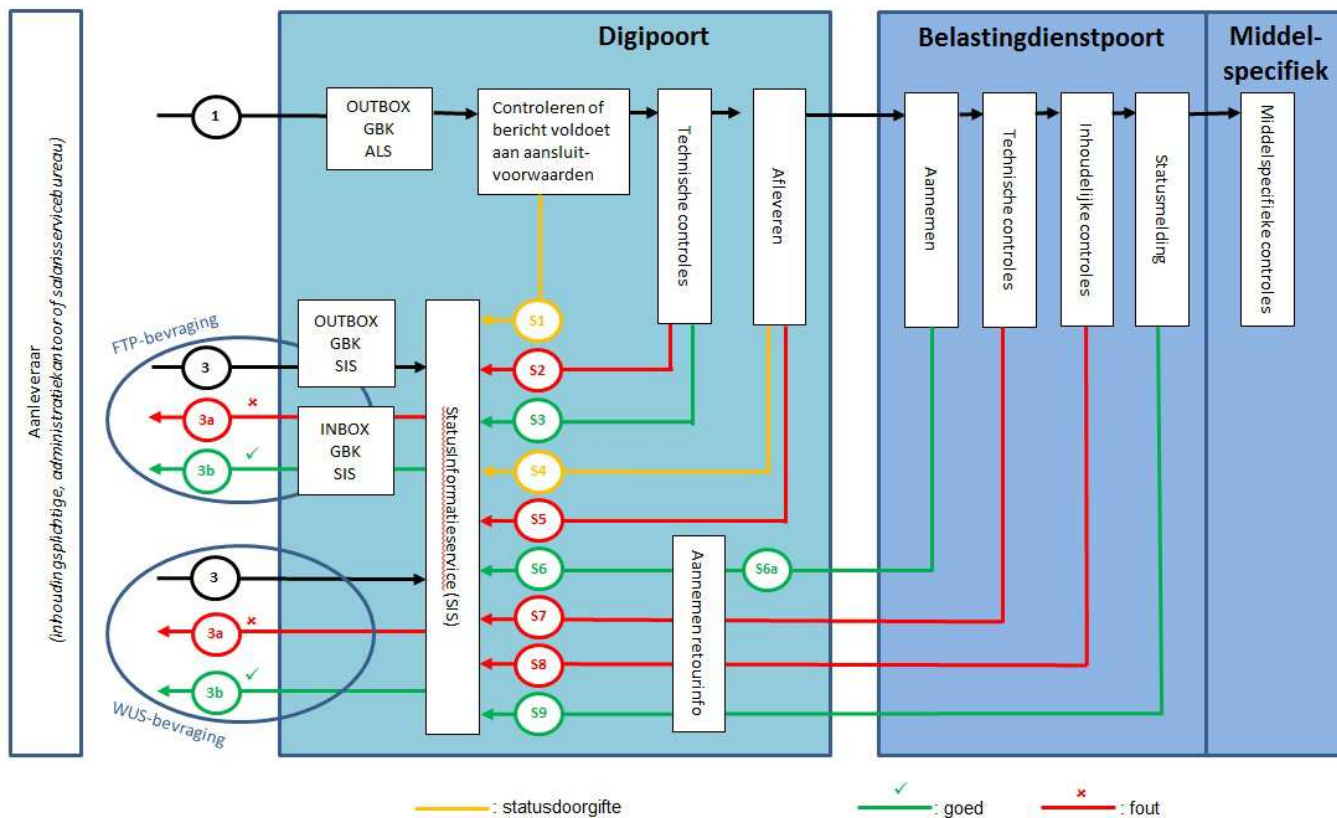 Digipoort
Belastingdienstpoort
Middel-
specifiek
Aanleveraar
(inhoudingsplichtige, administratiekantoor of salarisservicebureau)
1
OUTBOX
GBK
ALS
Controleren of
bericht voldoet
aan aansluit-
voorwaarden
Technische controles
Afleveren
Aannemen
Technische controles
Inhoudelijke controles
Statusmelding
Middelspecifieke controles
FTP-bevraging
3
3a
3b
OUTBOX
GBK
SIS
INBOX
GBK
SIS
StatusInformatieservice (SIS)
S1
S2
S3
S4
S5
S6
S6a
S7
S8
S9
Aannemen retourinfo
3
3a
3b
WUS-bevraging
: statusdoorgifte
: goed
: fout